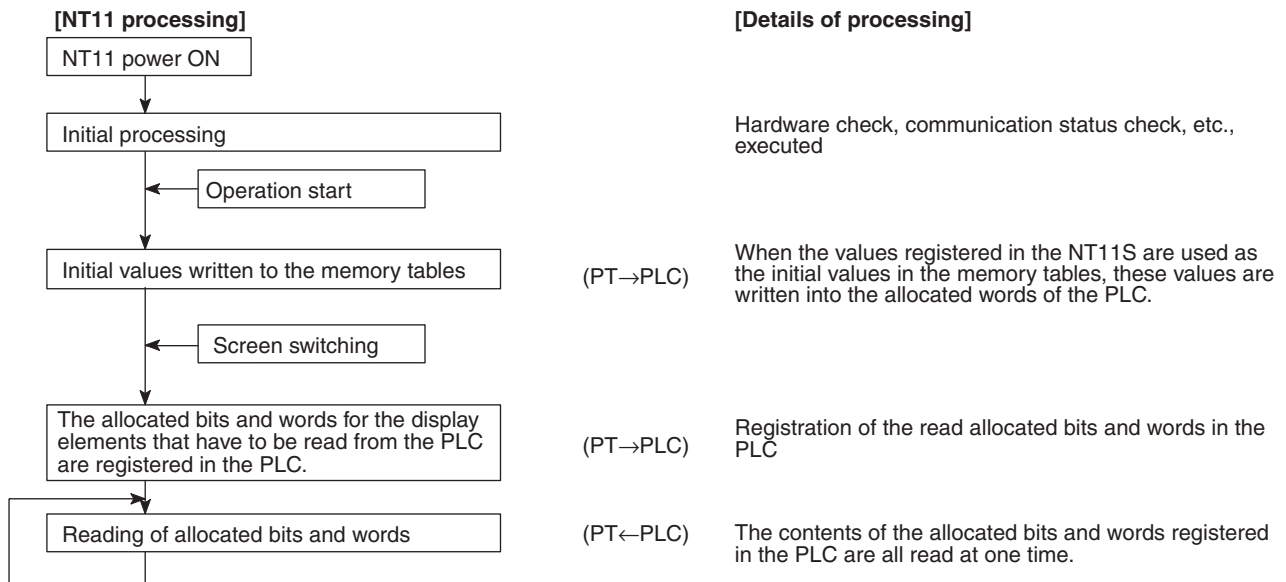 [NT11 processing]
[Details of processing]
NT11 power ON
Initial processing
Hardware check, communication status check, etc.,
executed
Operation start
Initial values written to the memory tables
(PT→PLC)
When the values registered in the NT11S are used as
the initial values in the memory tables, these values are
written into the allocated words of the PLC.
Screen switching
The allocated bits and words for the display
elements that have to be read from the PLC
are registered in the PLC.
(PT→PLC)
Registration of the read allocated bits and words in the
PLC
Reading of allocated bits and words
(PT←PLC)
The contents of the allocated bits and words registered
in the PLC are all read at one time.